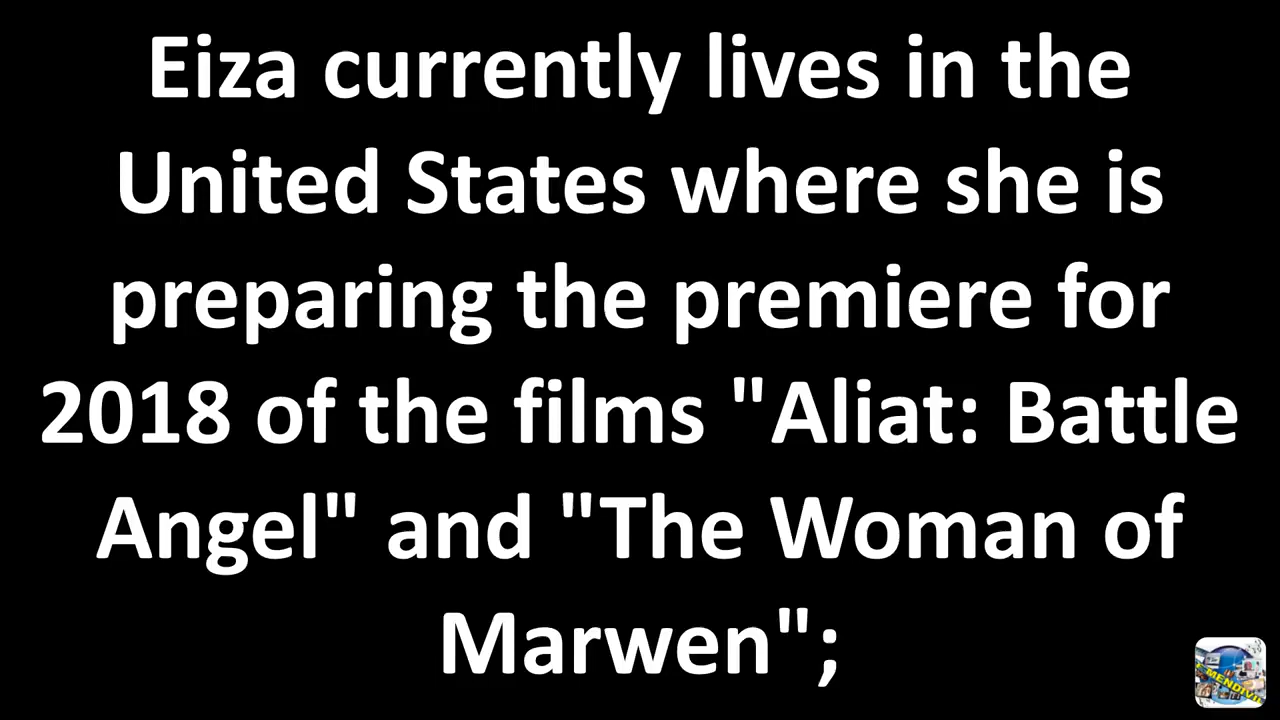 Eiza currently lives in the
United States where she is
preparing the premiere for
2018 of the films "Aliat: Battle
Angel" and "The Woman of
Marwen";